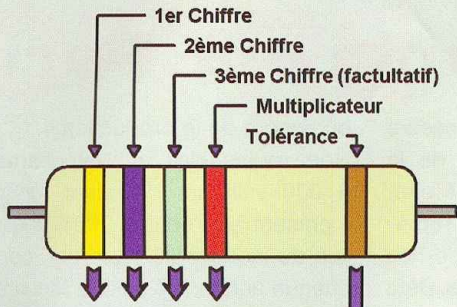 1er Chiffre
2ème Chiffre
3ème Chiffre (factultatif)
Multiplicateur
Tolérance